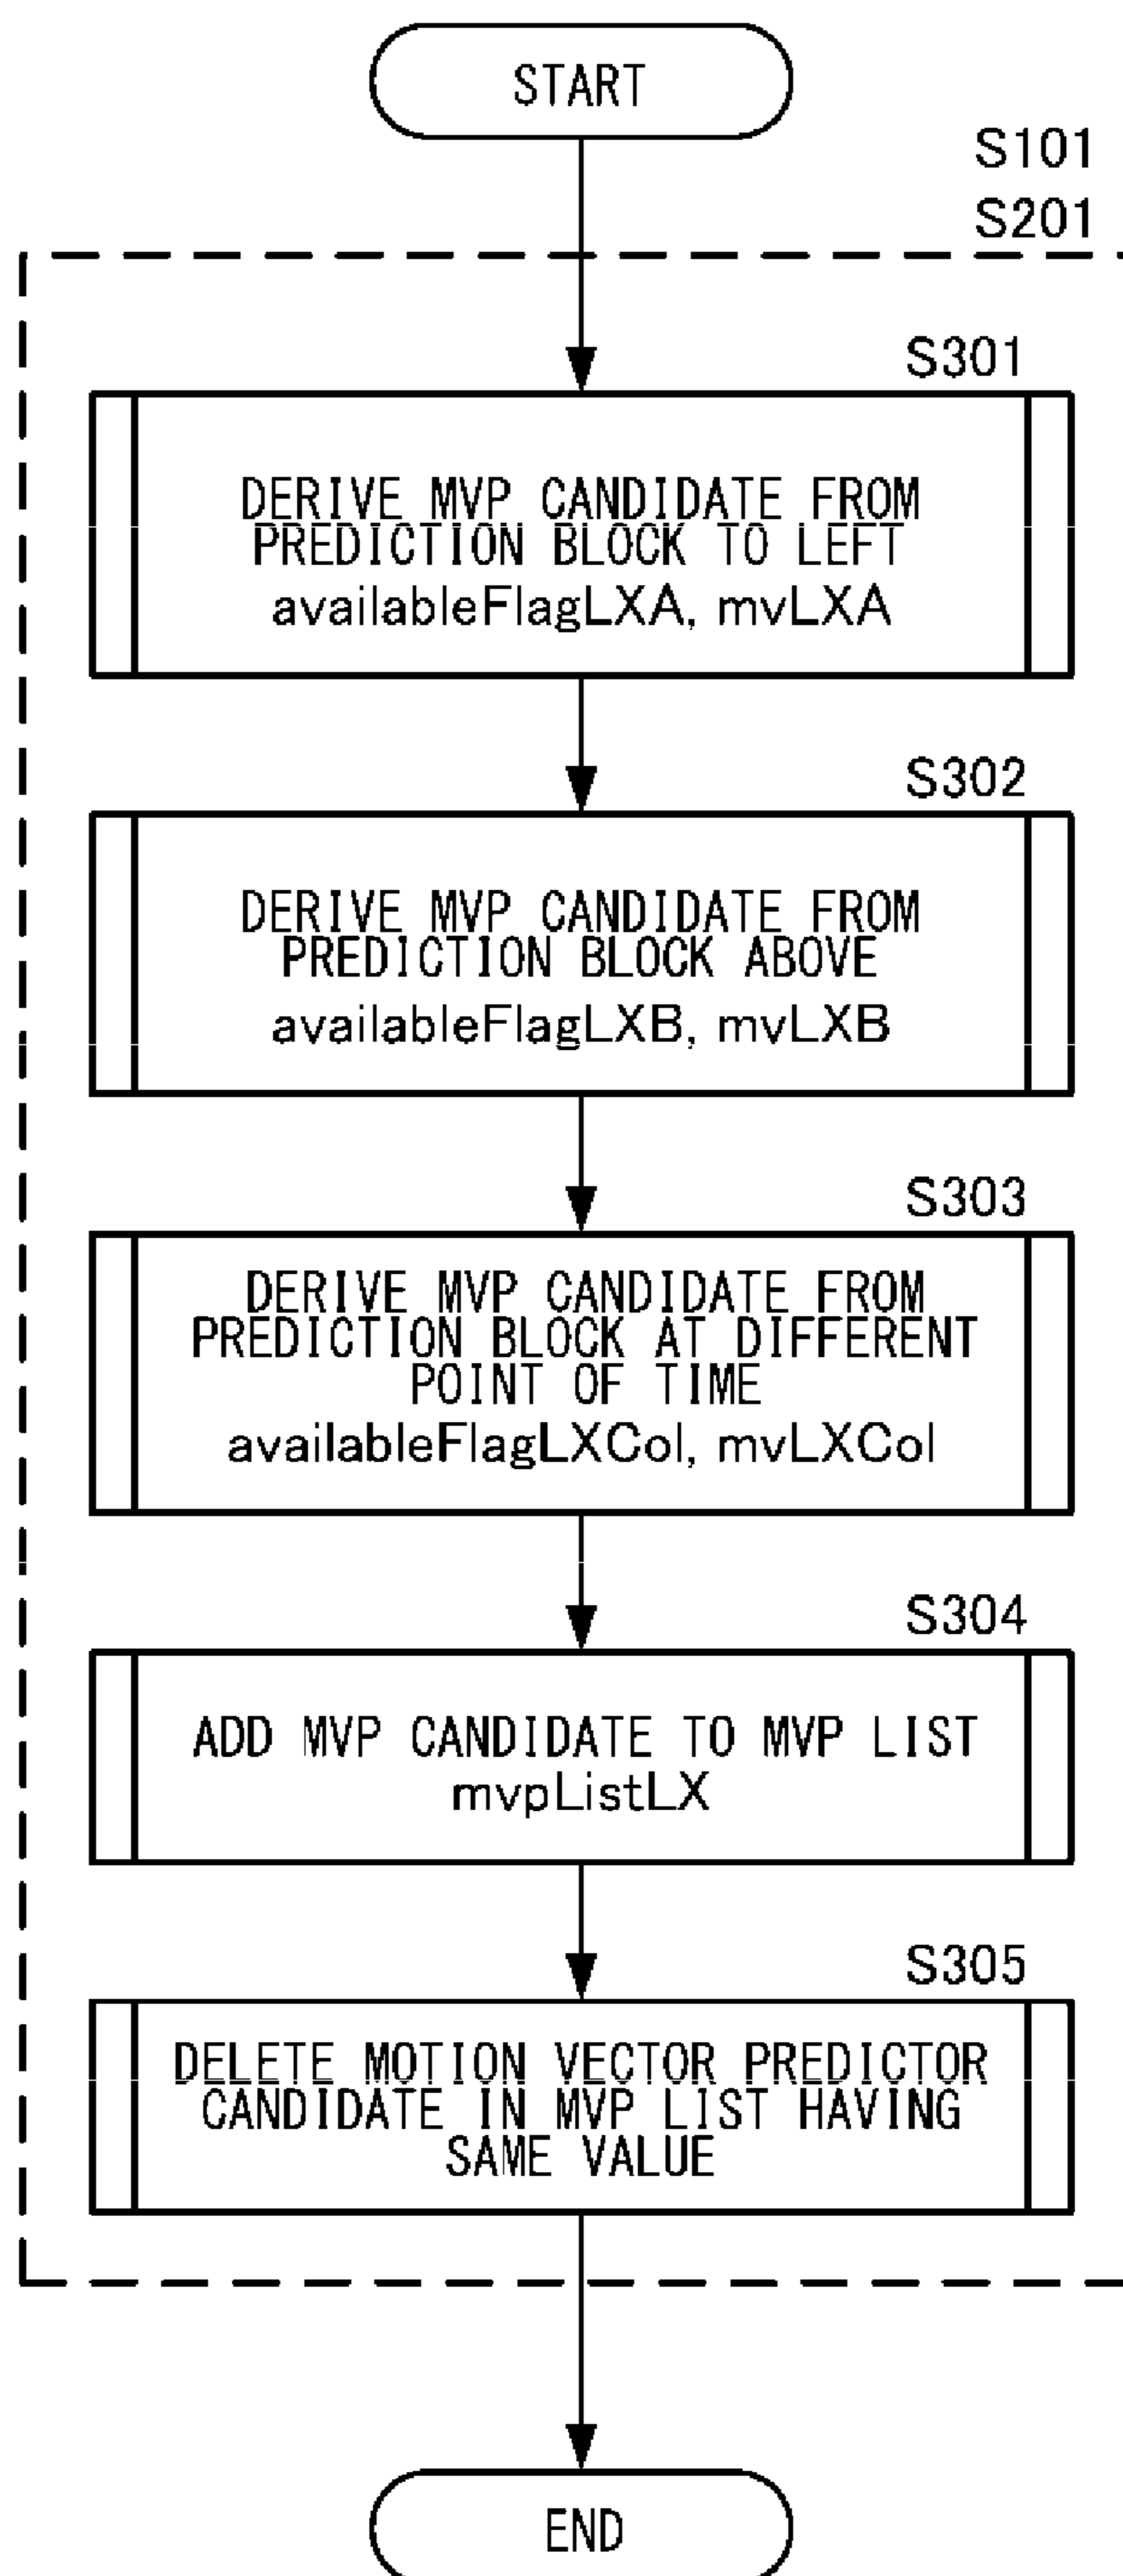 START
S101
S201
S301
DERIVE MVP CANDIDATE FROM
PREDICTION BLOCK TO LEFT
availableFlagLXA, mvLXA
S302
DERIVE MVP CANDIDATE FROM
PREDICTION BLOCK ABOVE
availableFlagLXB, mvLXB
S303
DERIVE MVP CANDIDATE FROM
PREDICTION BLOCK AT DIFFERENT
POINT OF TIME
availableFlagLXCol, mvLXCol
S304
ADD MVP CANDIDATE TO MVP LIST
mvpListLX
S305
DELETE MOTION VECTOR PREDICTOR
CANDIDATE IN MVP LIST HAVING
SAME VALUE
END